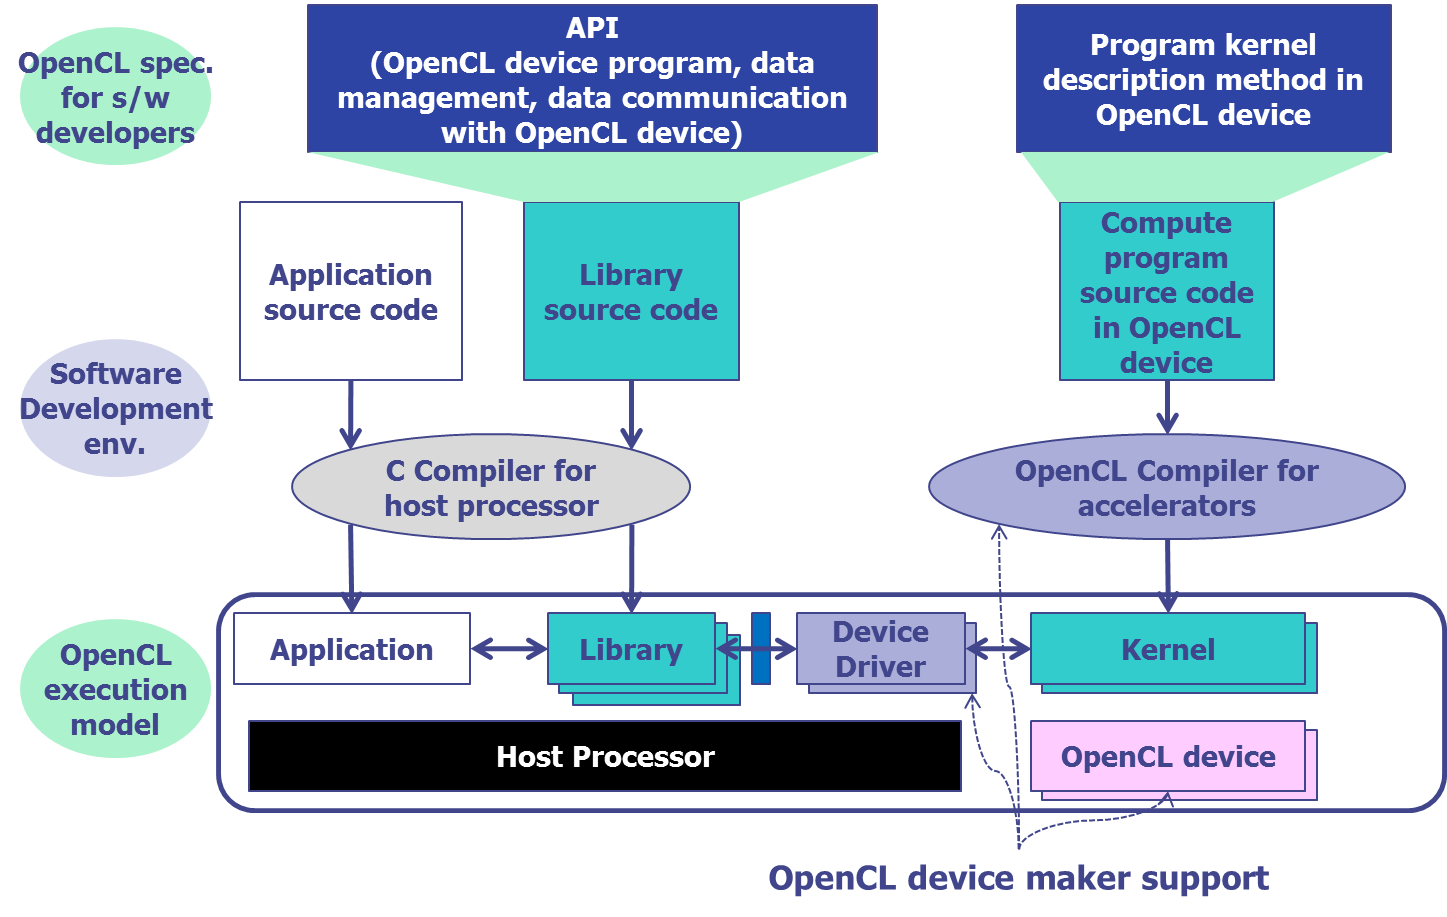 OpenCL spec.
for s/w
developers
API
(OpenCL device program, data
management, data communication
with OpenCL device)
Program kernel
description method in
OpenCL device
Application
source code
Library
source code
Compute
program
source code
in OpenCL
device
Software
Development
env.
C Compiler for
host processor
OpenCL Compiler for
accelerators
OpenCL
execution
model
Application
Library
Device
Driver
Kernel
Host Processor
OpenCL device
OpenCL device maker support